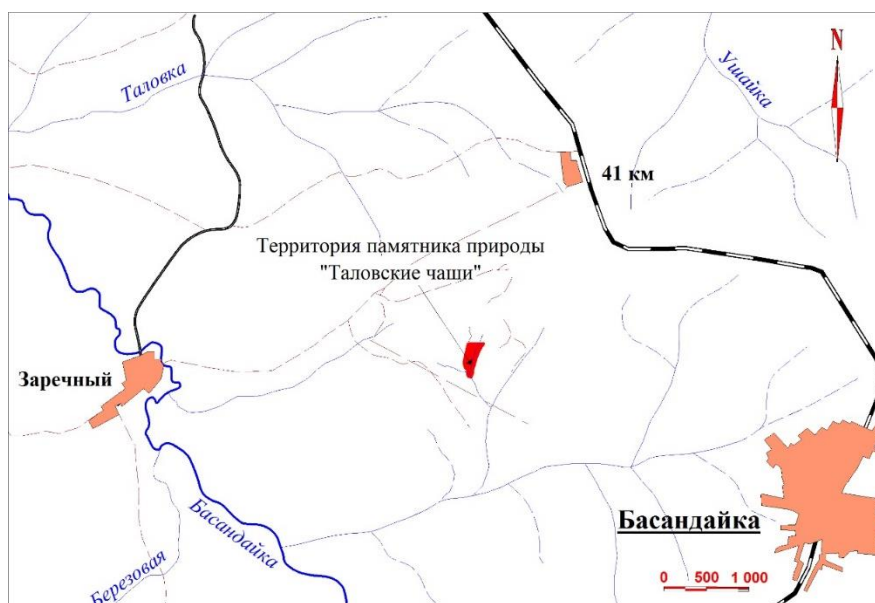 Таловка
Ушайка
N
41 км
Территория памятника природы
"Таловские чаши"
Заречный
Басандайка
Басандайка
Березовая
0 500 1 000